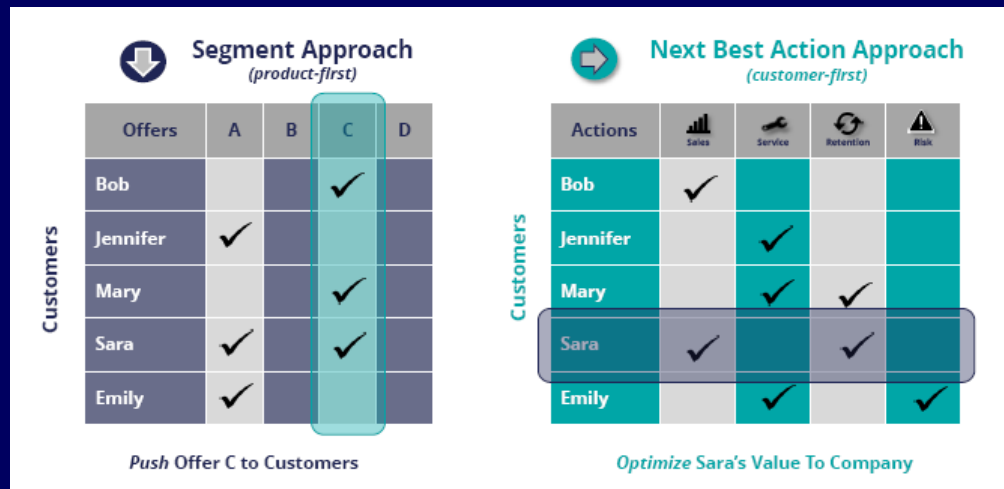 Segment Approach
(product-first)
Offers A B C D
Bob
Jennifer
Mary
Sara
Emily
Customers
Push Offer C to Customers
Next Best Action Approach
(customer-first)
Actions Sales Service Retention Risk
Bob
Jennifer
Mary
Sara
Emily
Customers
Optimize Sara's Value To Company